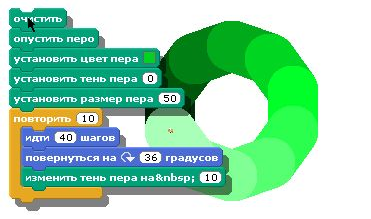 очистить
опустить перо
установить цвет пера
установить тень пера 0
установить размер пера 50
повторить 10
идти 40 шагов
повернуться на 36 градусов
изменить тень пера на&nbsp; 10